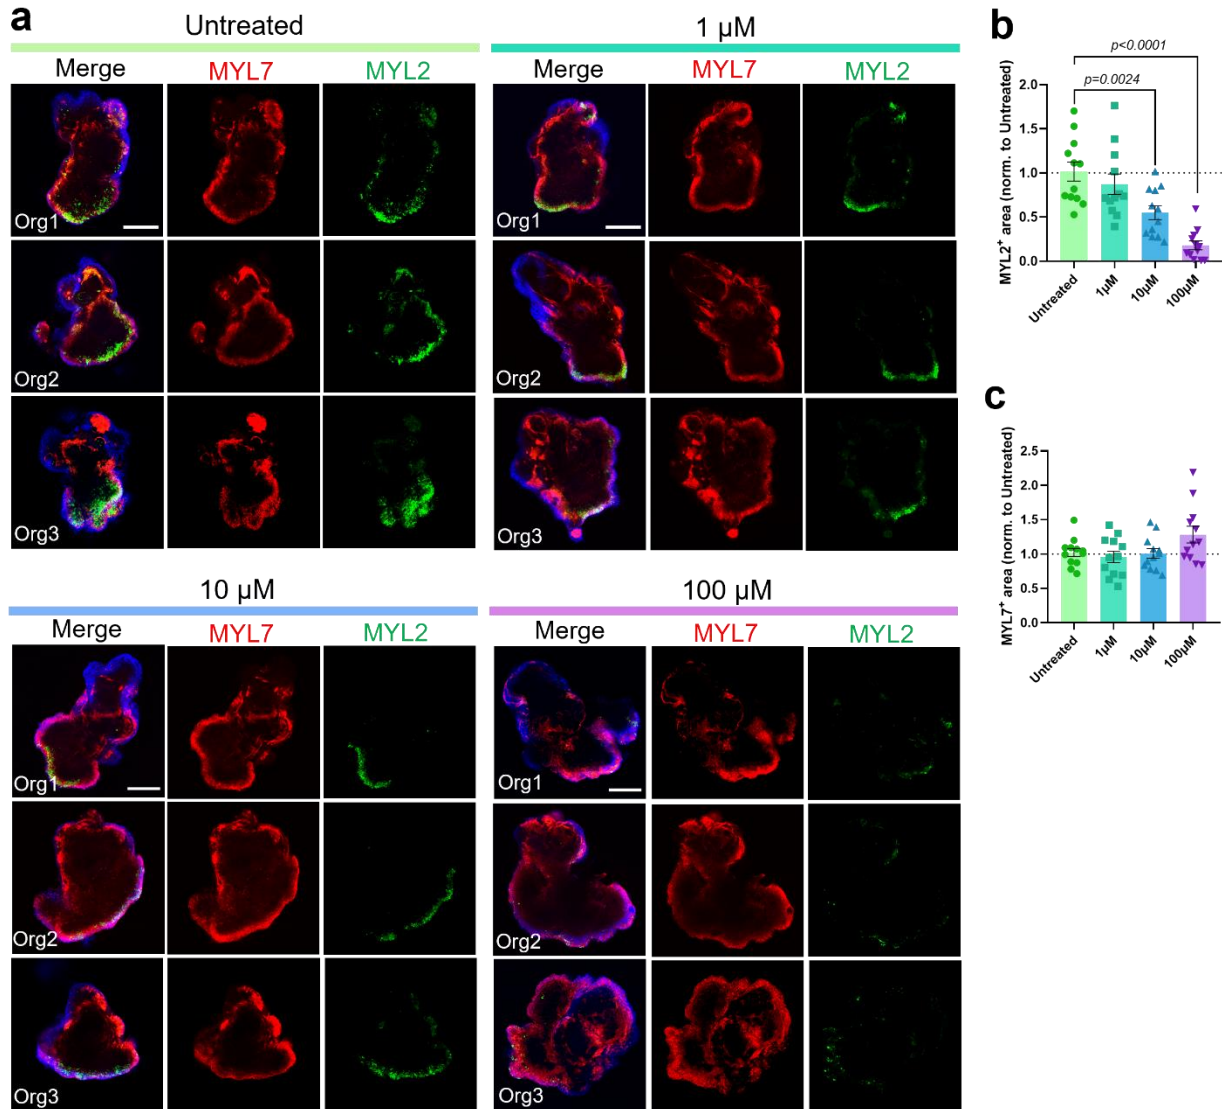 a
Untreated
1 µM
Merge MYL7 MYL2
Merge MYL7 MYL2
Org1
Org1
Org2
Org2
Org3
Org3
10 µM
100 µM
Merge MYL7 MYL2
Merge MYL7 MYL2
Org1
Org1
Org2
Org2
Org3
Org3
b
p<0.0001
p=0.0024
MYL2+ area (norm. to Untreated)
2.0
1.5
1.0
0.5
0.0
Untreated
1µM
10µM
100µM
c
MYL7+ area (norm. to Untreated)
2.5
2.0
1.5
1.0
0.5
0.0
Untreated
1µM
10µM
100µM